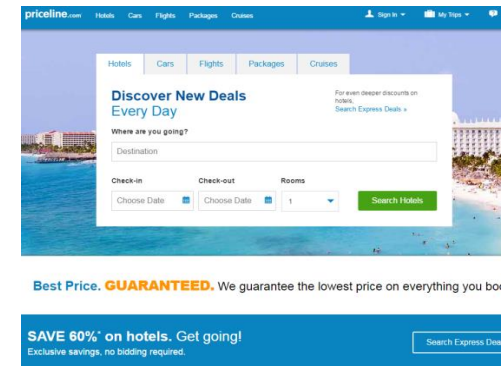 priceline.com Hotels Cars Flights Packages Cruises Sign In My Trips
Hotels Cars Flights Packages Cruises
Discover New Deals
Every Day
For even deeper discounts on
hotels,
Search Express Deals »
Where are you going?
Destination
Check-in Check-out Rooms
Choose Date Choose Date 1 Search Hotels
Best Price. GUARANTEED. We guarantee the lowest price on everything you
SAVE 60%* on hotels. Get going!
Exclusive savings, no bidding required.
Search Express